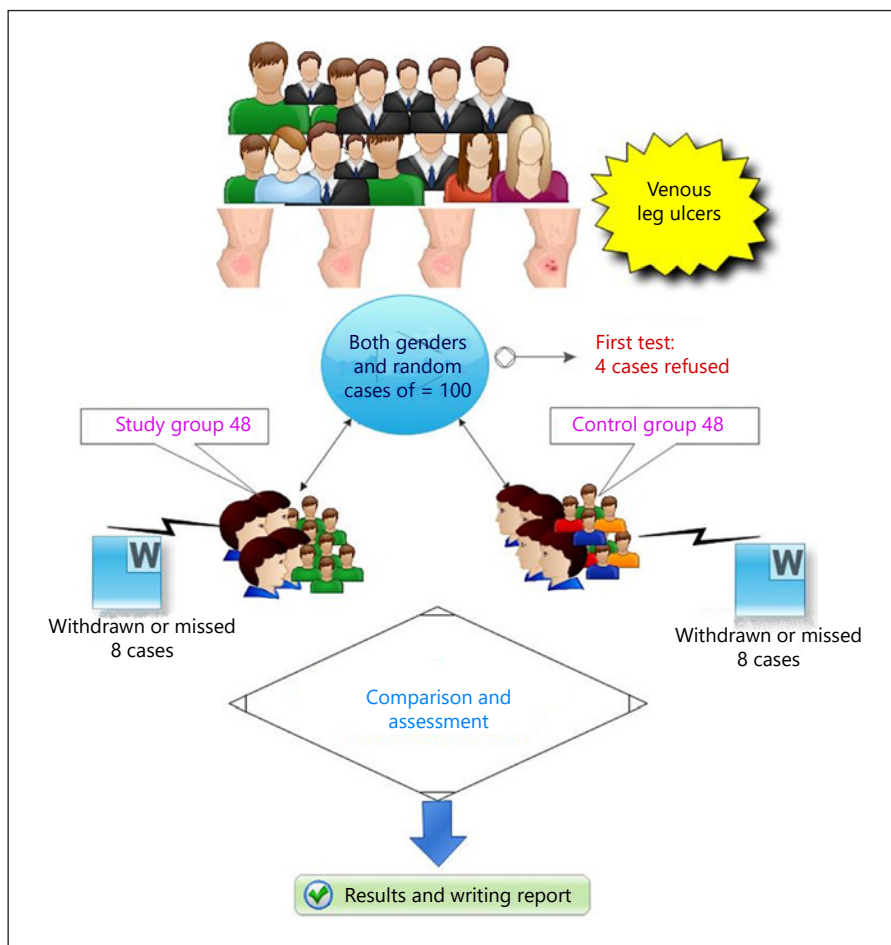 Venous
leg ulcers
Both genders
and random
cases of = 100
First test:
4 cases refused
Study group 48
Control group 48
W
Withdrawn or missed
8 cases
W
Withdrawn or missed
8 cases
Comparison and
assessment
Results and writing report